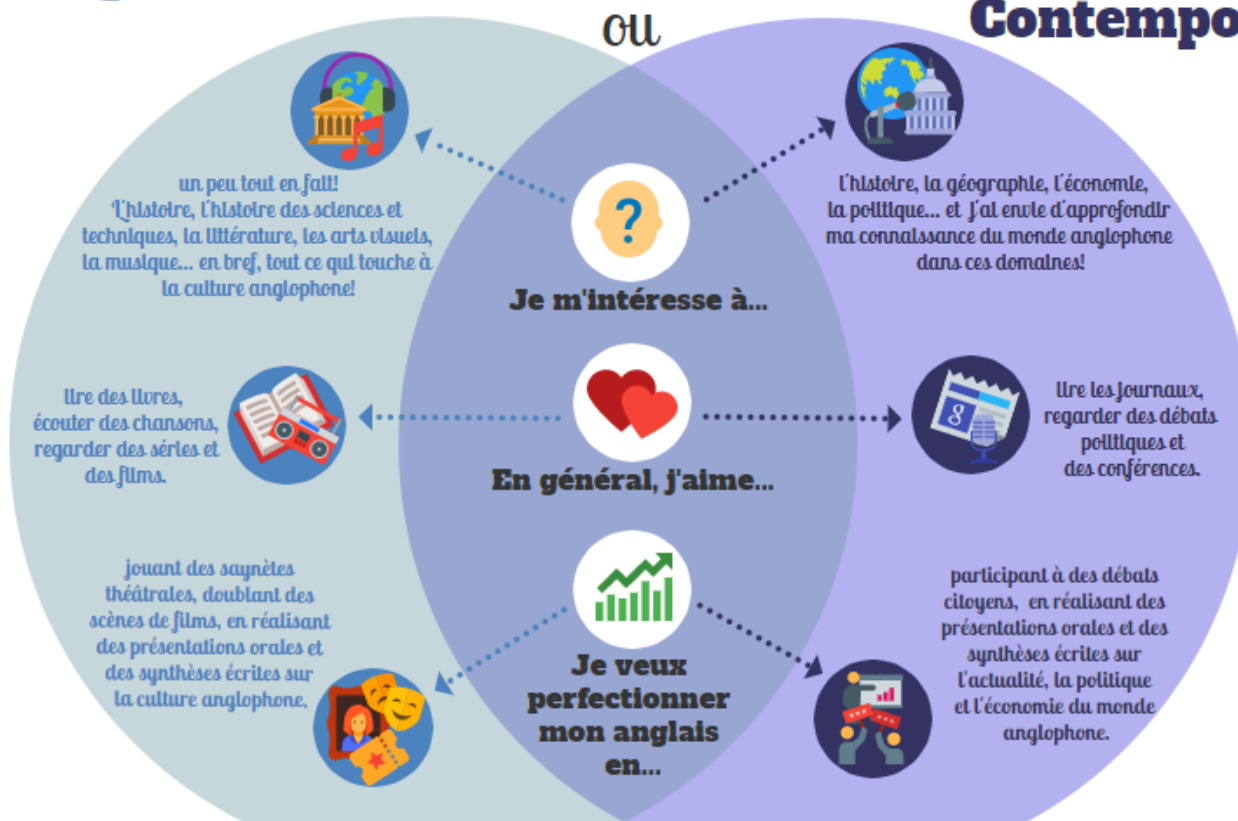 ou
Contempo
un peu tout en fait!
L'histoire, l'histoire des sciences et
techniques, la littérature, les arts visuels,
la musique... en bref, tout ce qui touche à
la culture anglophone!
l'histoire, la géographie, l'économie,
la politique... et j'ai envie d'approfondir
ma connaissance du monde anglophone
dans ces domaines!
?
Je m'intéresse à...
lire des livres,
écouter des chansons,
regarder des séries et
des films.
8
lire les journaux,
regarder des débats
politiques et
des conférences.
En général, j'aime...
jouant des saynètes
théâtrales, doublant des
scènes de films, en réalisant
des présentations orales et
des synthèses écrites sur
la culture anglophone.
participant à des débats
citoyens, en réalisant des
présentations orales et des
synthèses écrites sur
l'actualité, la politique
et l'économie du monde
anglophone.
Je veux
perfectionner
mon anglais
en...